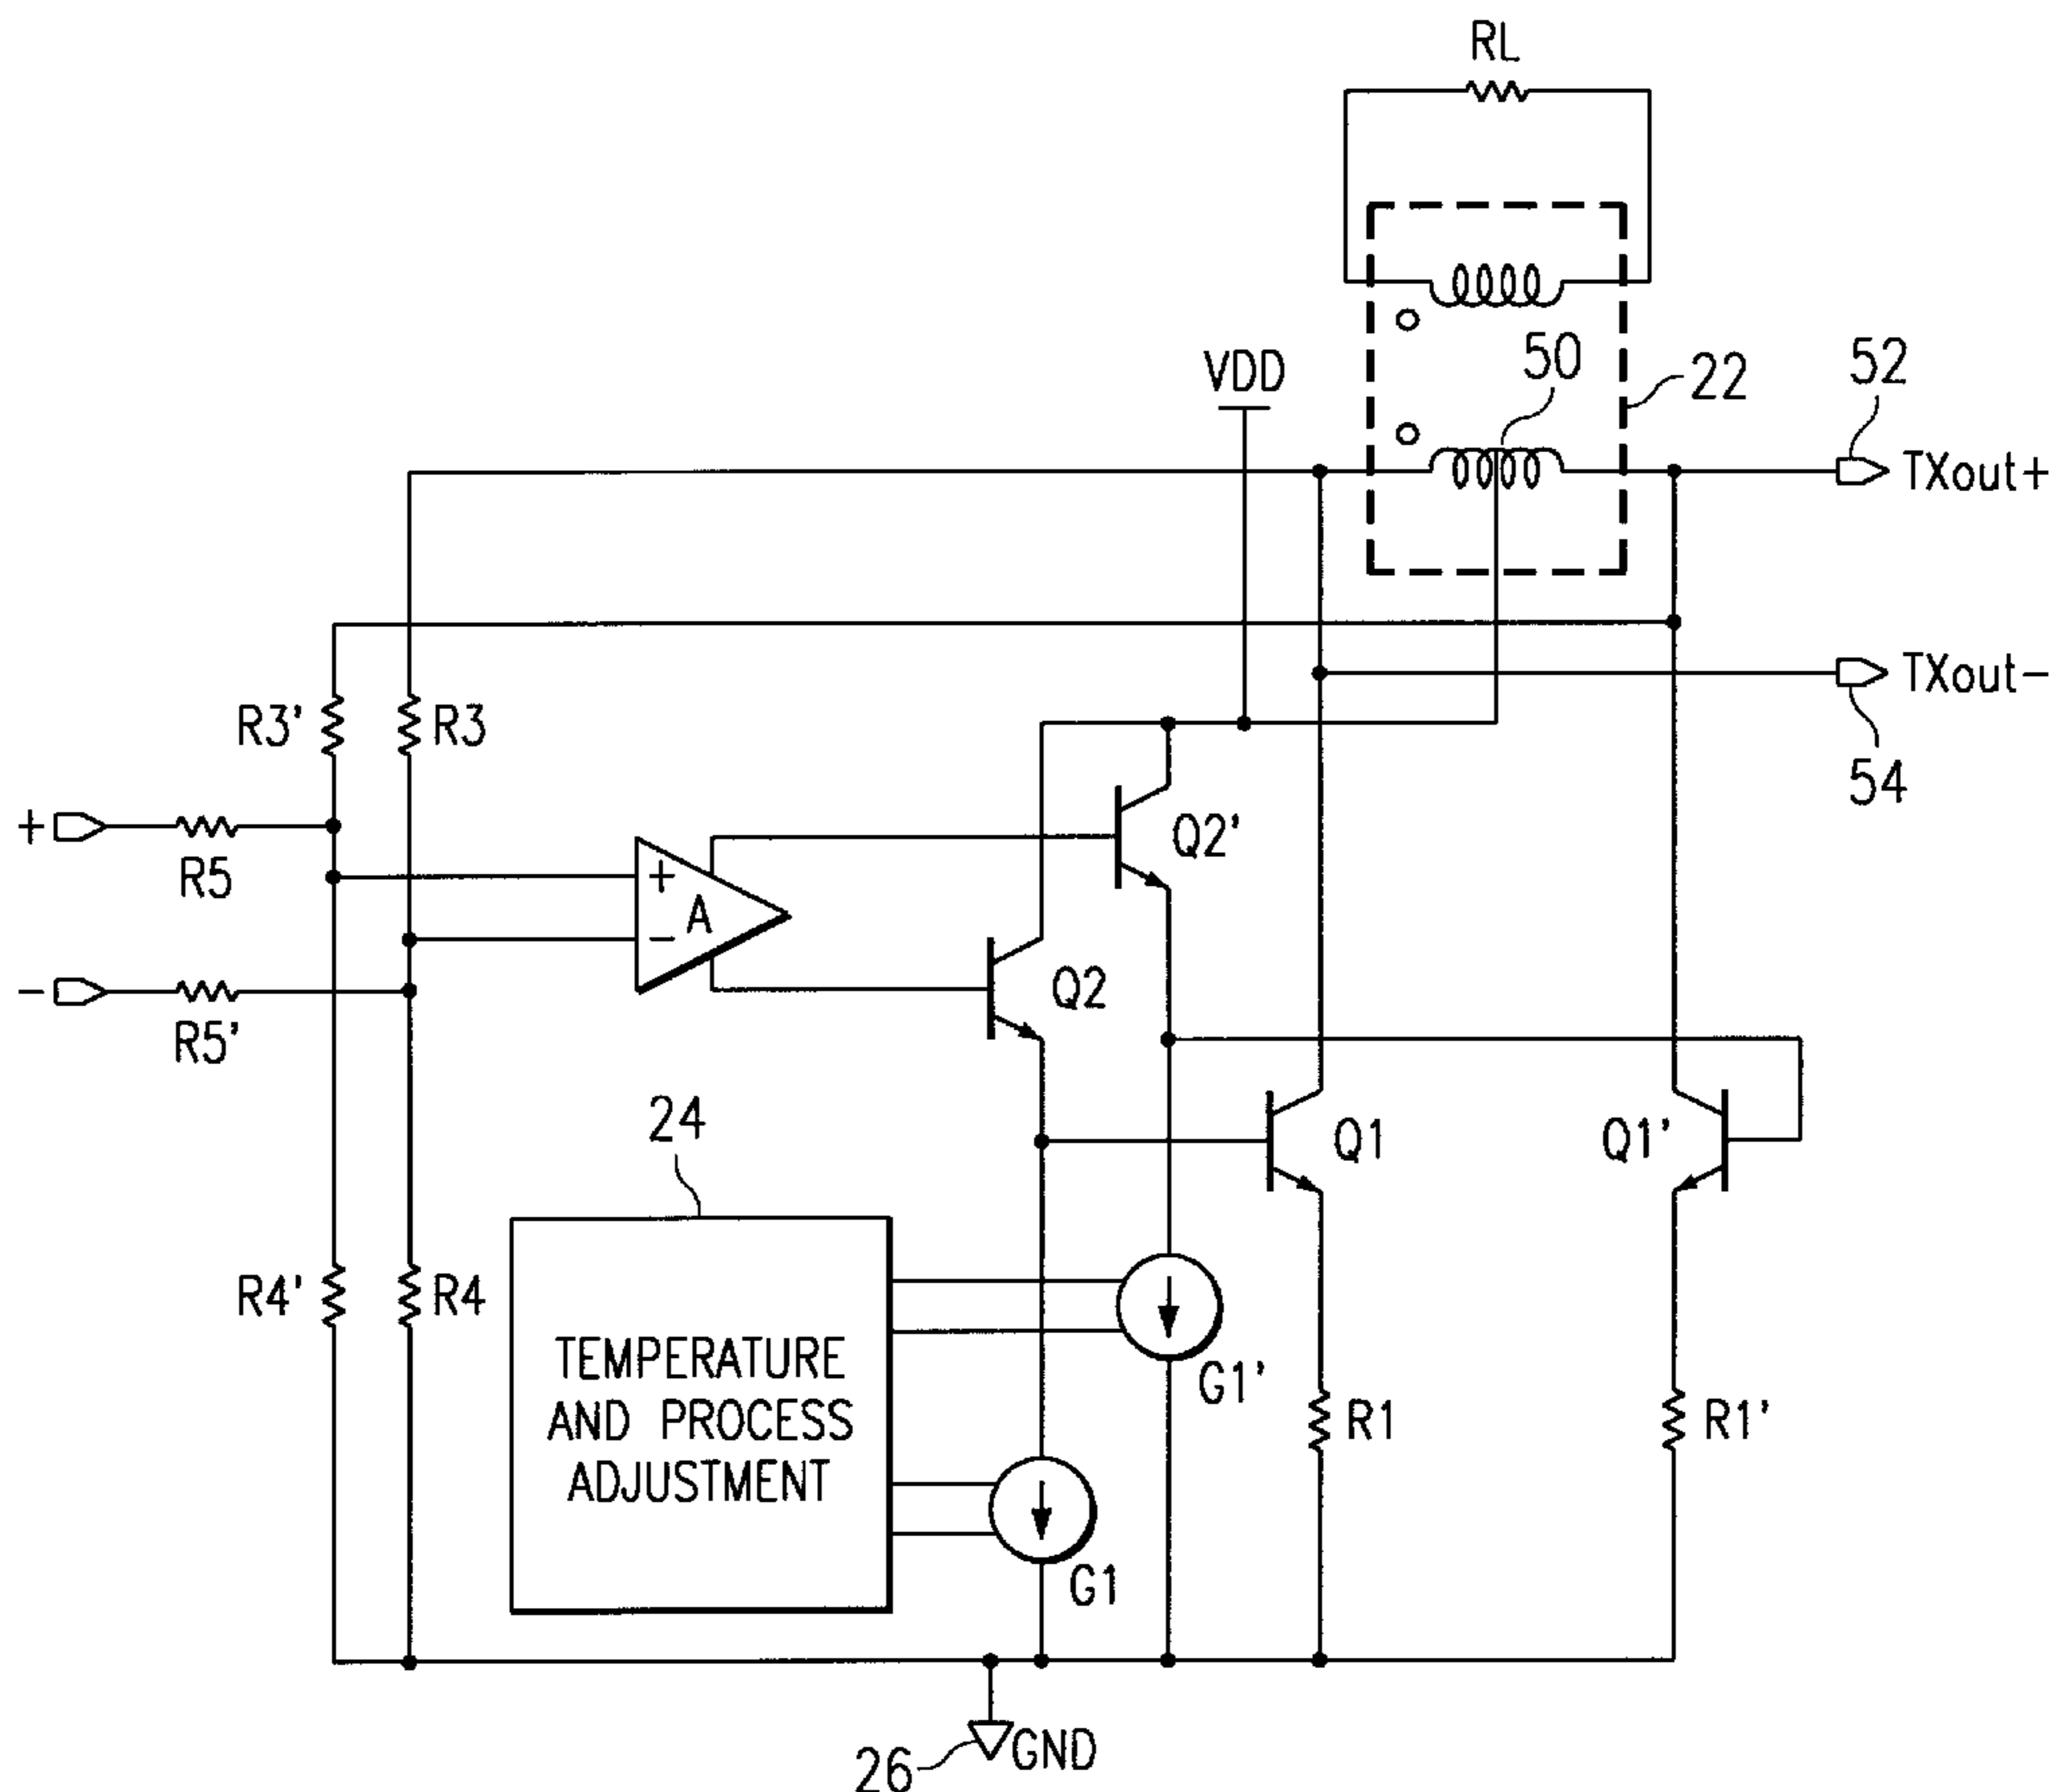 RL
50
22
52
VDD
TXout+
TXout-
54
R3'
R3
+
R5
+
A
-
Q2'
-
R5'
Q2
24
Q1
Q1'
R4'
R4
TEMPERATURE
AND PROCESS
ADJUSTMENT
G1'
R1
R1'
G1
26
GND